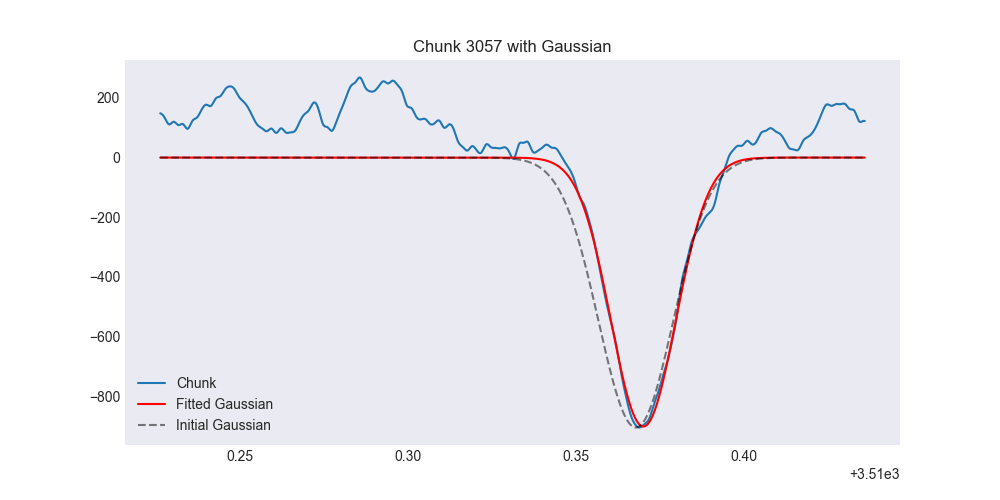 Chunk 3057 with Gaussian
200
0
−200
−400
−600
−800
Chunk
Fitted Gaussian
Initial Gaussian
0.25 0.30 0.35 0.40
+3.51e3